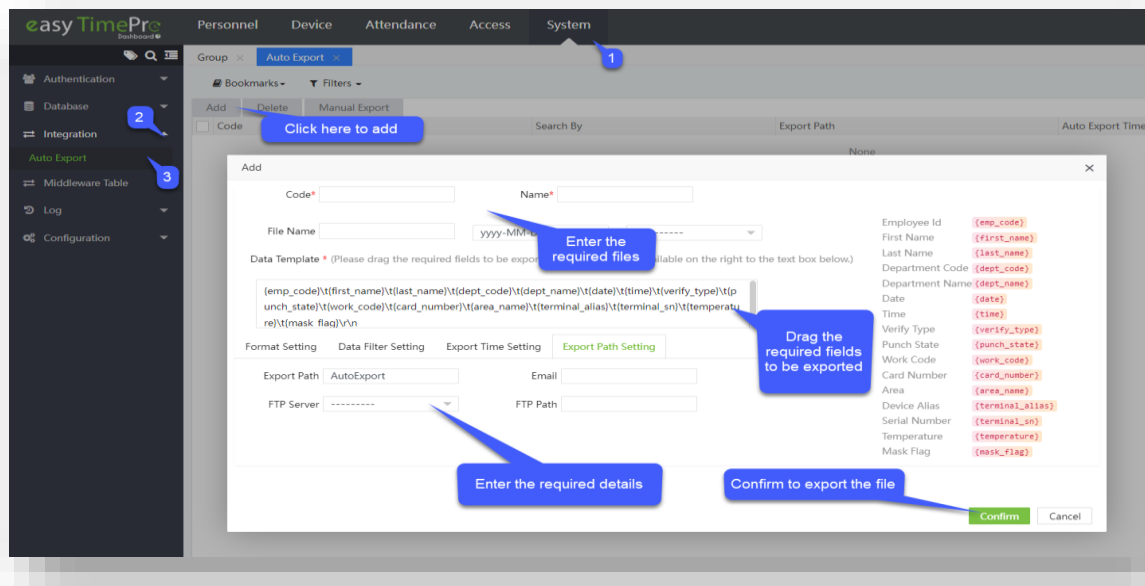 easy TimePro
Dashboard
Personnel Device Attendance Access System
1
Group × Auto Export ×
Authentication
Database
2
Integration
Auto Export
3
Middleware Table
Log
Configuration
Bookmarks Filters
Add Delete Manual Export
Click here to add
Code Search By Export Path Auto Export Time
None
Add ×
Code* Name*
File Name yyyy-MM-
Enter the
required files
Data Template * (Please drag the required fields to be expor available on the right to the text box below.)
{emp_code}\t{first_name}\t{last_name}\t{dept_code}\t{dept_name}\t{date}\t{time}\t{verify_type}\t{p
unch_state}\t{work_code}\t{card_number}\t{area_name}\t{terminal_alias}\t{terminal_sn}\t{temperatu
re}\t{mask_flag}\r\n
Drag the
required fields
to be exported
Format Setting Data Filter Setting Export Time Setting Export Path Setting
Export Path AutoExport Email
FTP Server --------- FTP Path
Enter the required details
Employee Id {emp_code}
First Name {first_name}
Last Name {last_name}
Department Code {dept_code}
Department Name {dept_name}
Date {date}
Time {time}
Verify Type {verify_type}
Punch State {punch_state}
Work Code {work_code}
Card Number {card_number}
Area {area_name}
Device Alias {terminal_alias}
Serial Number {terminal_sn}
Temperature {temperature}
Mask Flag {mask_flag}
Confirm to export the file
Confirm Cancel